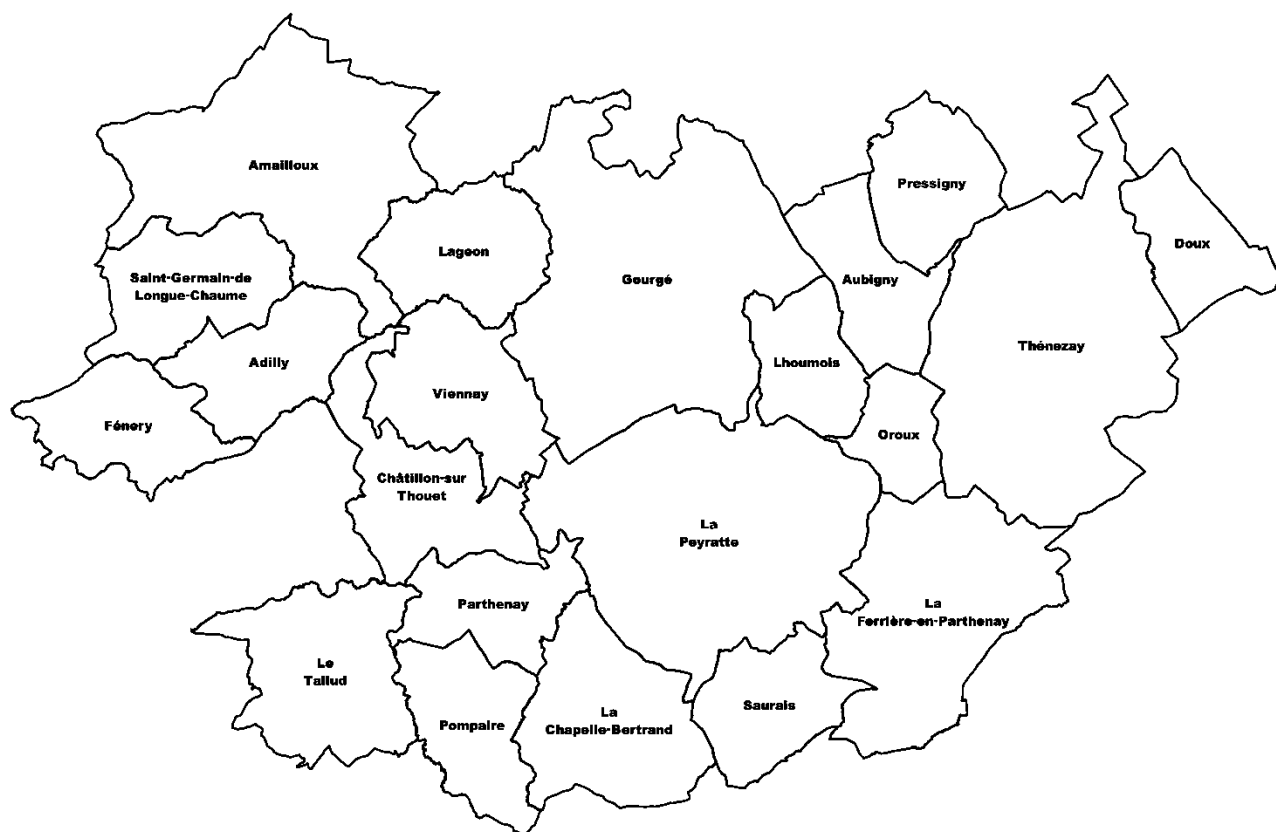 Amailloux
Pressigny
Doux
Lageon
Gourgé
Aubigny
Saint-Germain-de
Longue-Chaume
Thénezay
Adilly
Lhoumois
Viennay
Fénery
Oroux
Châtillon-sur
Thouet
La
Peyratte
Parthenay
La
Ferrière-en-Parthenay
Le
Tallud
Pompaire
La
Chapelle-Bertrand
Saurais